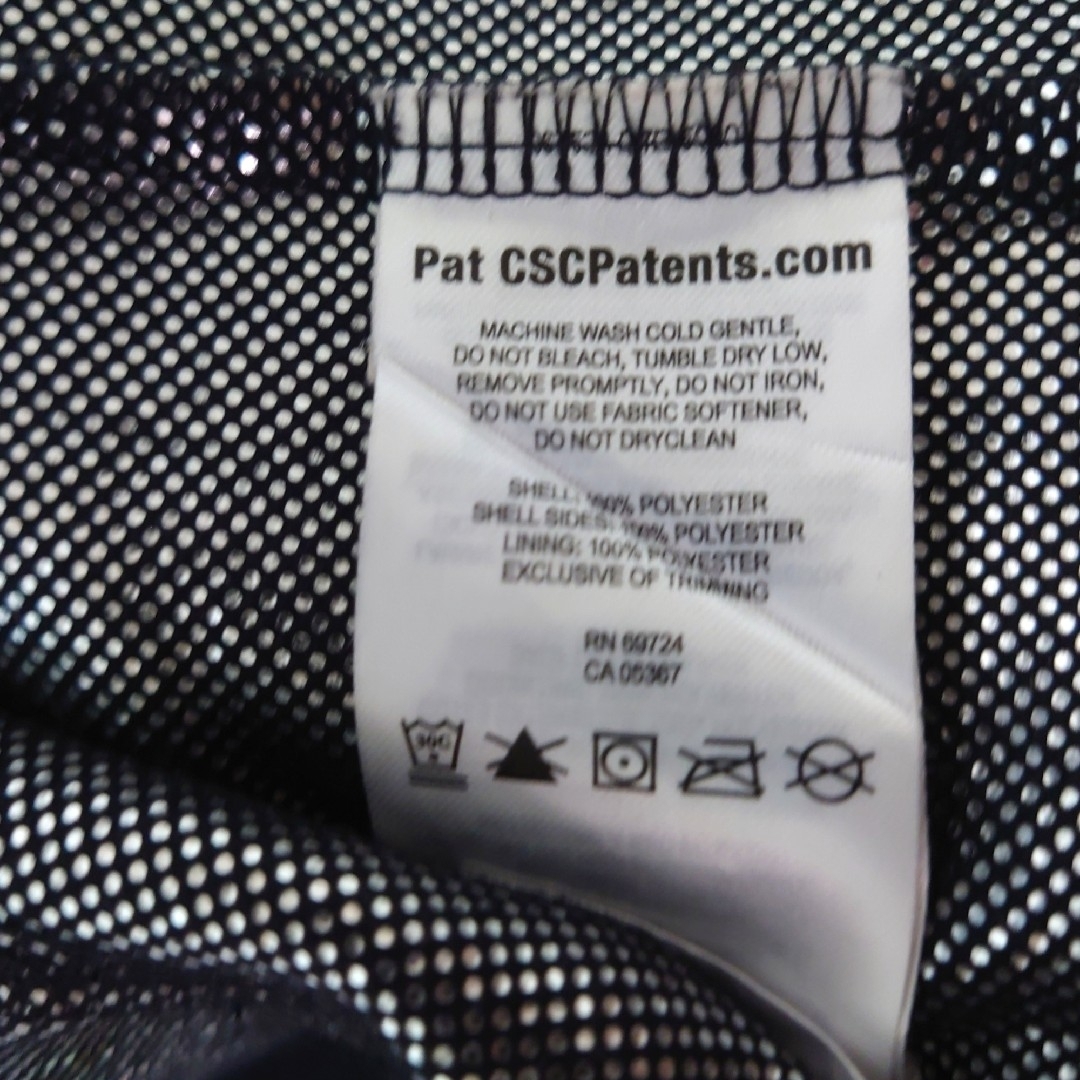 Pat CSCPatents.com
MACHINE WASH COLD GENTLE,
DO NOT BLEACH, TUMBLE DRY LOW,
REMOVE PROMPTLY, DO NOT IRON,
DO NOT USE FABRIC SOFTENER,
DO NOT DRYCLEAN
SHELL: 100% POLYESTER
SHELL SIDES: 100% POLYESTER
LINING: 100% POLYESTER
EXCLUSIVE OF TRIMMING
RN 69724
CA 05367
30C